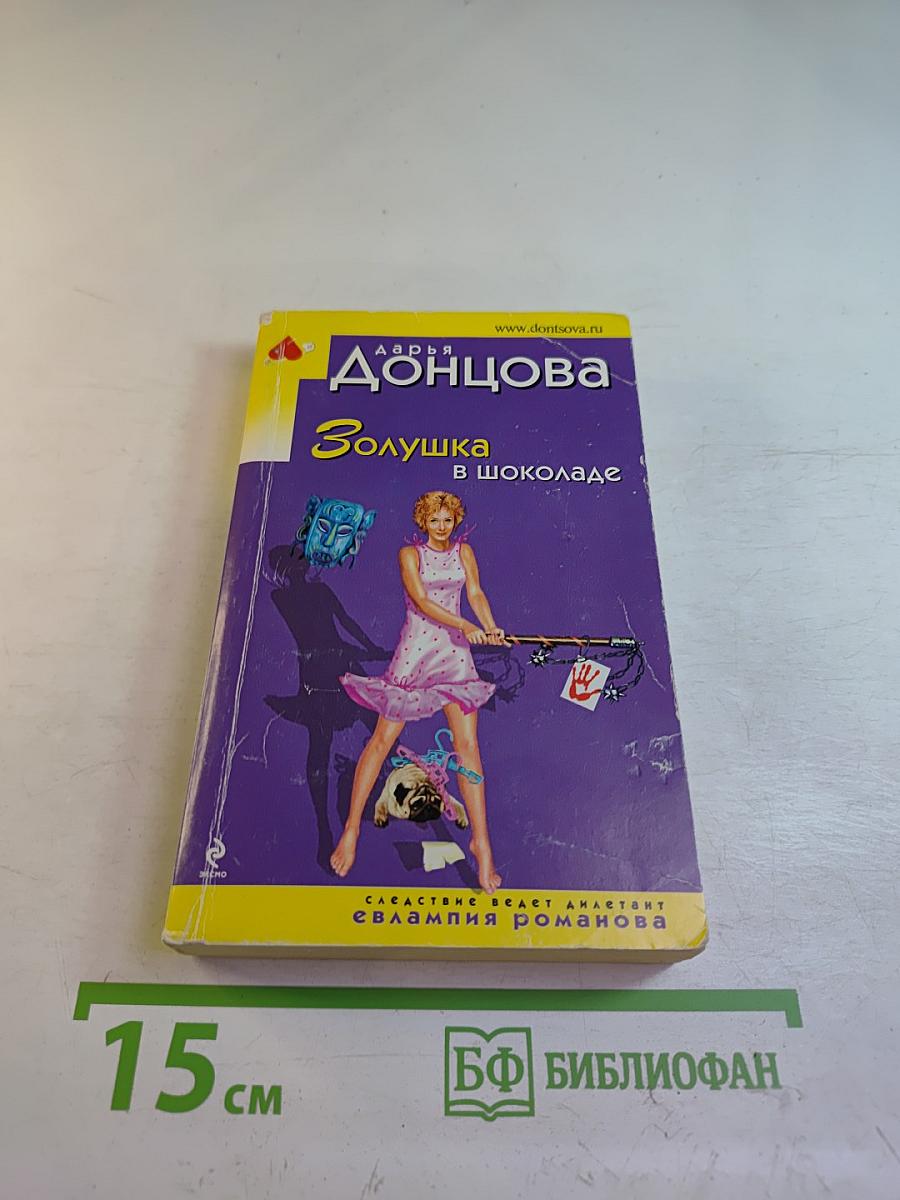 www.dontsova.ru
дарья
Донцова
Золушка
в шоколаде
эксмо
следствие ведет дилетант
евлампия романова
15 см
БФ БИБЛИОФАН